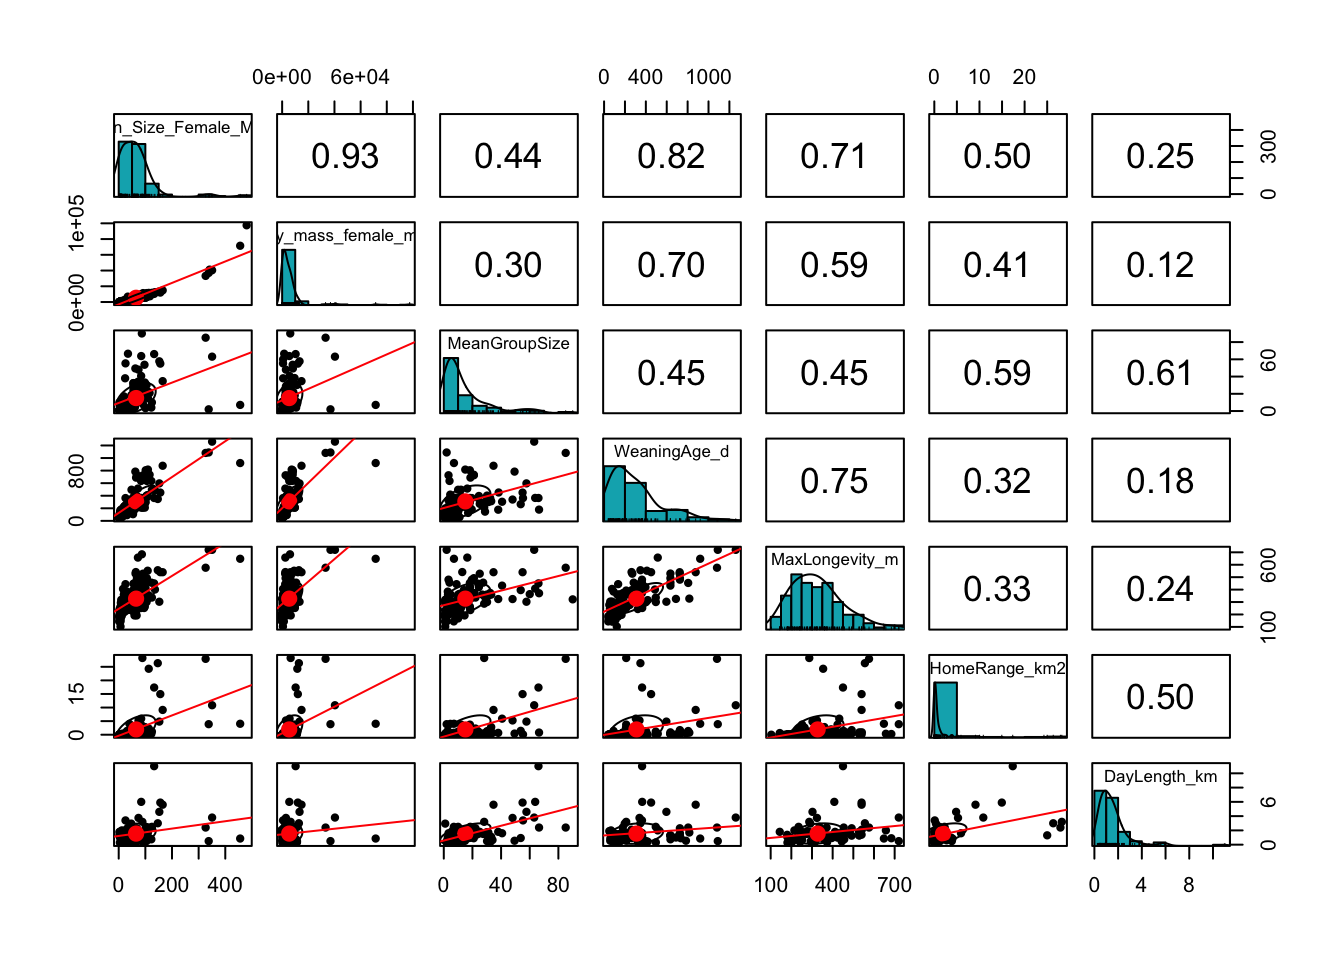 0e+00 6e+04 0 400 1000 0 10 20
n_Size_Female_M 0.93 0.44 0.82 0.71 0.50 0.25 0 300
0e+00 1e+05 y_mass_female_m 0.30 0.70 0.59 0.41 0.12
MeanGroupSize 0.45 0.45 0.59 0.61 0 60
0 800 WeaningAge_d 0.75 0.32 0.18
MaxLongevity_m 0.33 0.24 100 600
0 15 HomeRange_km2 0.50
DayLength_km 0 6
0 200 400 0 40 80 100 400 700 0 4 8